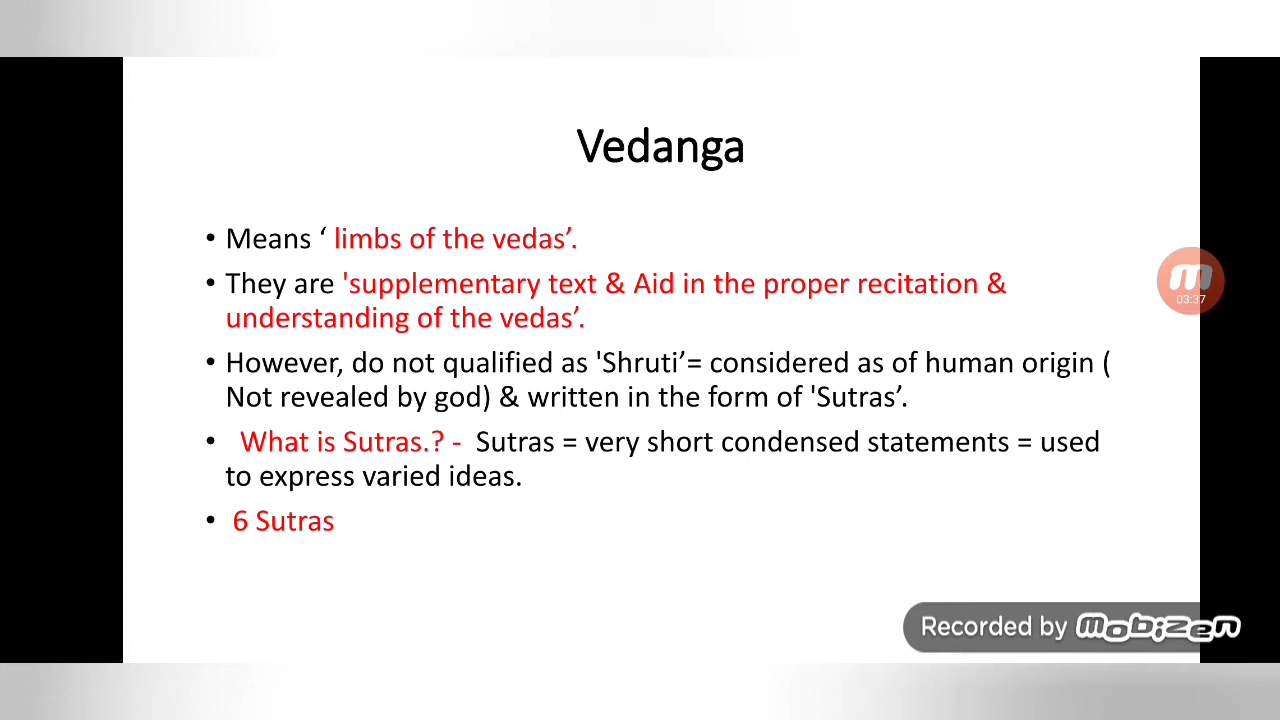 Vedanga
• Means ‘ limbs of the vedas’.
• They are 'supplementary text & Aid in the proper recitation &
understanding of the vedas’.
• However, do not qualified as 'Shruti’= considered as of human origin (
Not revealed by god) & written in the form of 'Sutras’.
• What is Sutras.? - Sutras = very short condensed statements = used
to express varied ideas.
• 6 Sutras
03:37
Recorded by mobizen